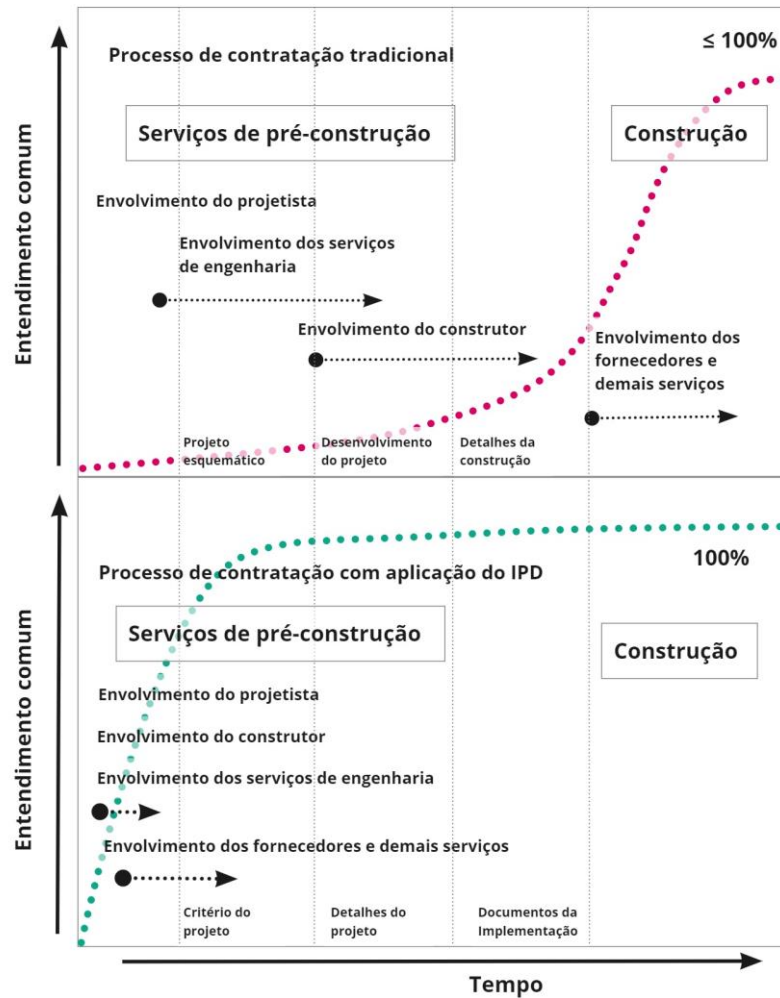 ≤ 100%
Processo de contratação tradicional
Serviços de pré-construção
Construção
Envolvimento do projetista
Envolvimento dos serviços
de engenharia
Envolvimento do construtor
Envolvimento dos
fornecedores e
demais serviços
Projeto
esquemático
Desenvolvimento
do projeto
Detalhes da
construção
Entendimento comum
Processo de contratação com aplicação do IPD
100%
Serviços de pré-construção
Construção
Envolvimento do projetista
Envolvimento do construtor
Envolvimento dos serviços de engenharia
Envolvimento dos fornecedores e demais serviços
Critério do
projeto
Detalhes do
projeto
Documentos da
Implementação
Entendimento comum
Tempo